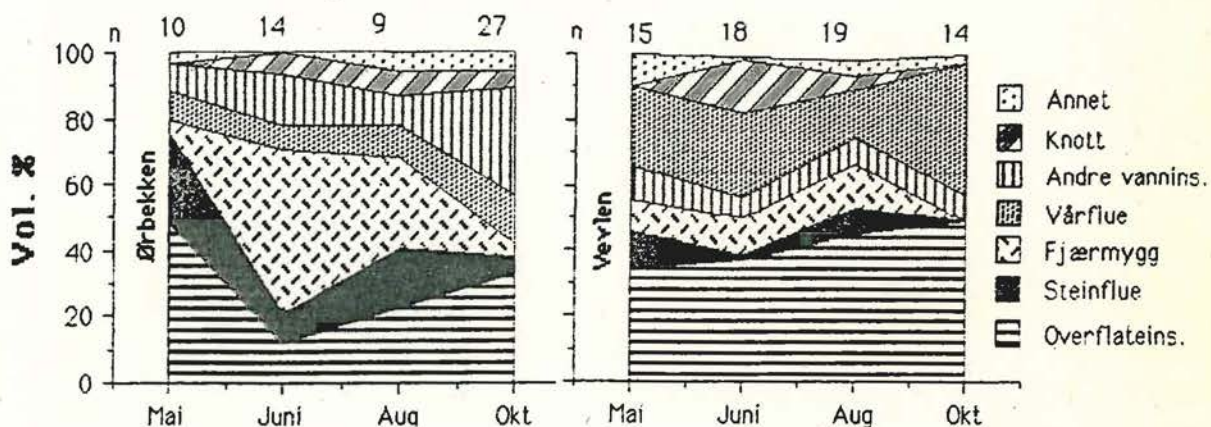 n 10 14 9 27
n 15 18 19 14
Vol. %
100
80
60
40
20
0
Ørbekken
Vevlen
Annet
Knott
Andre vannins.
Vårflue
Fjærmygg
Steinflue
Overflateins.
Mai Juni Aug Okt
Mai Juni Aug Okt